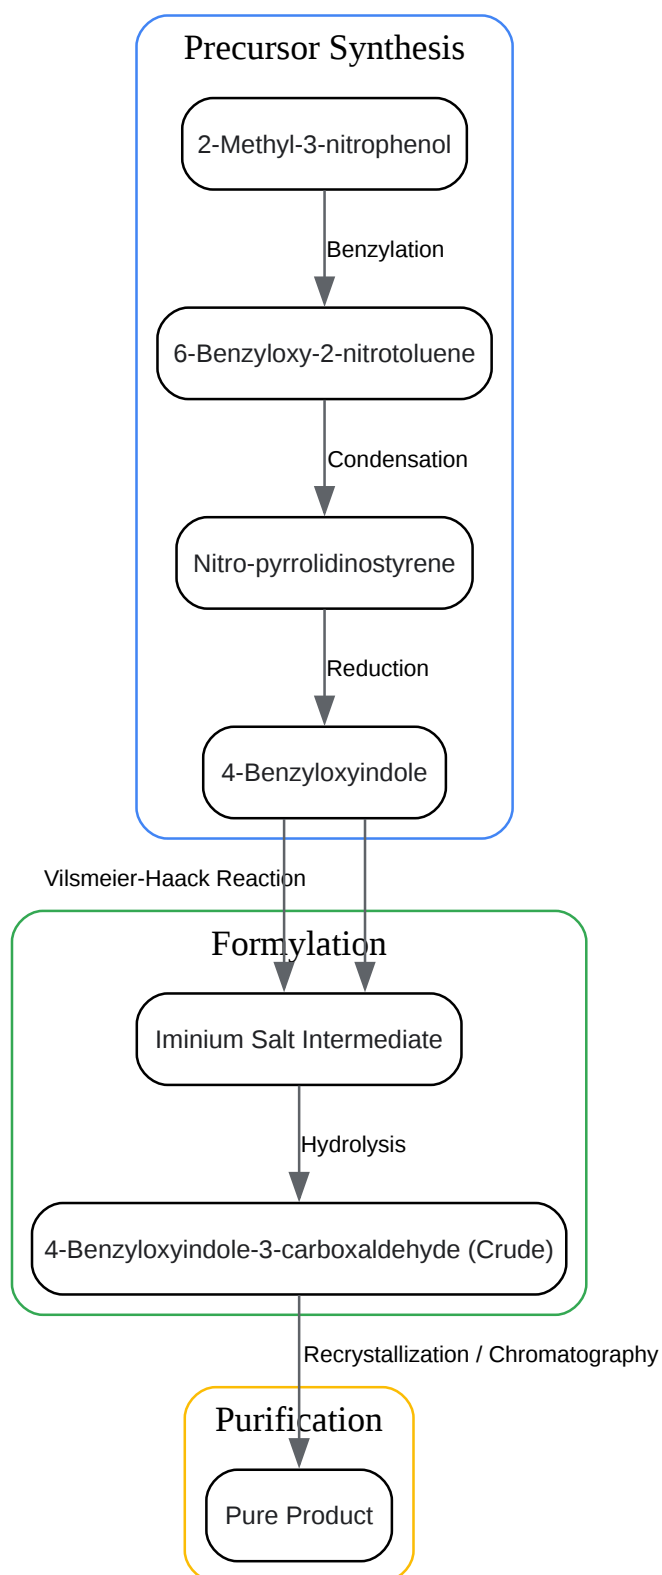 Precursor Synthesis
2-Methyl-3-nitrophenol
Benzylation
6-Benzyloxy-2-nitrotoluene
Condensation
Nitro-pyrrolidinostyrene
Reduction
4-Benzyloxyindole
Vilsmeier-Haack Reaction
Formylation
Iminium Salt Intermediate
Hydrolysis
4-Benzyloxyindole-3-carboxaldehyde (Crude)
Recrystallization / Chromatography
Purification
Pure Product